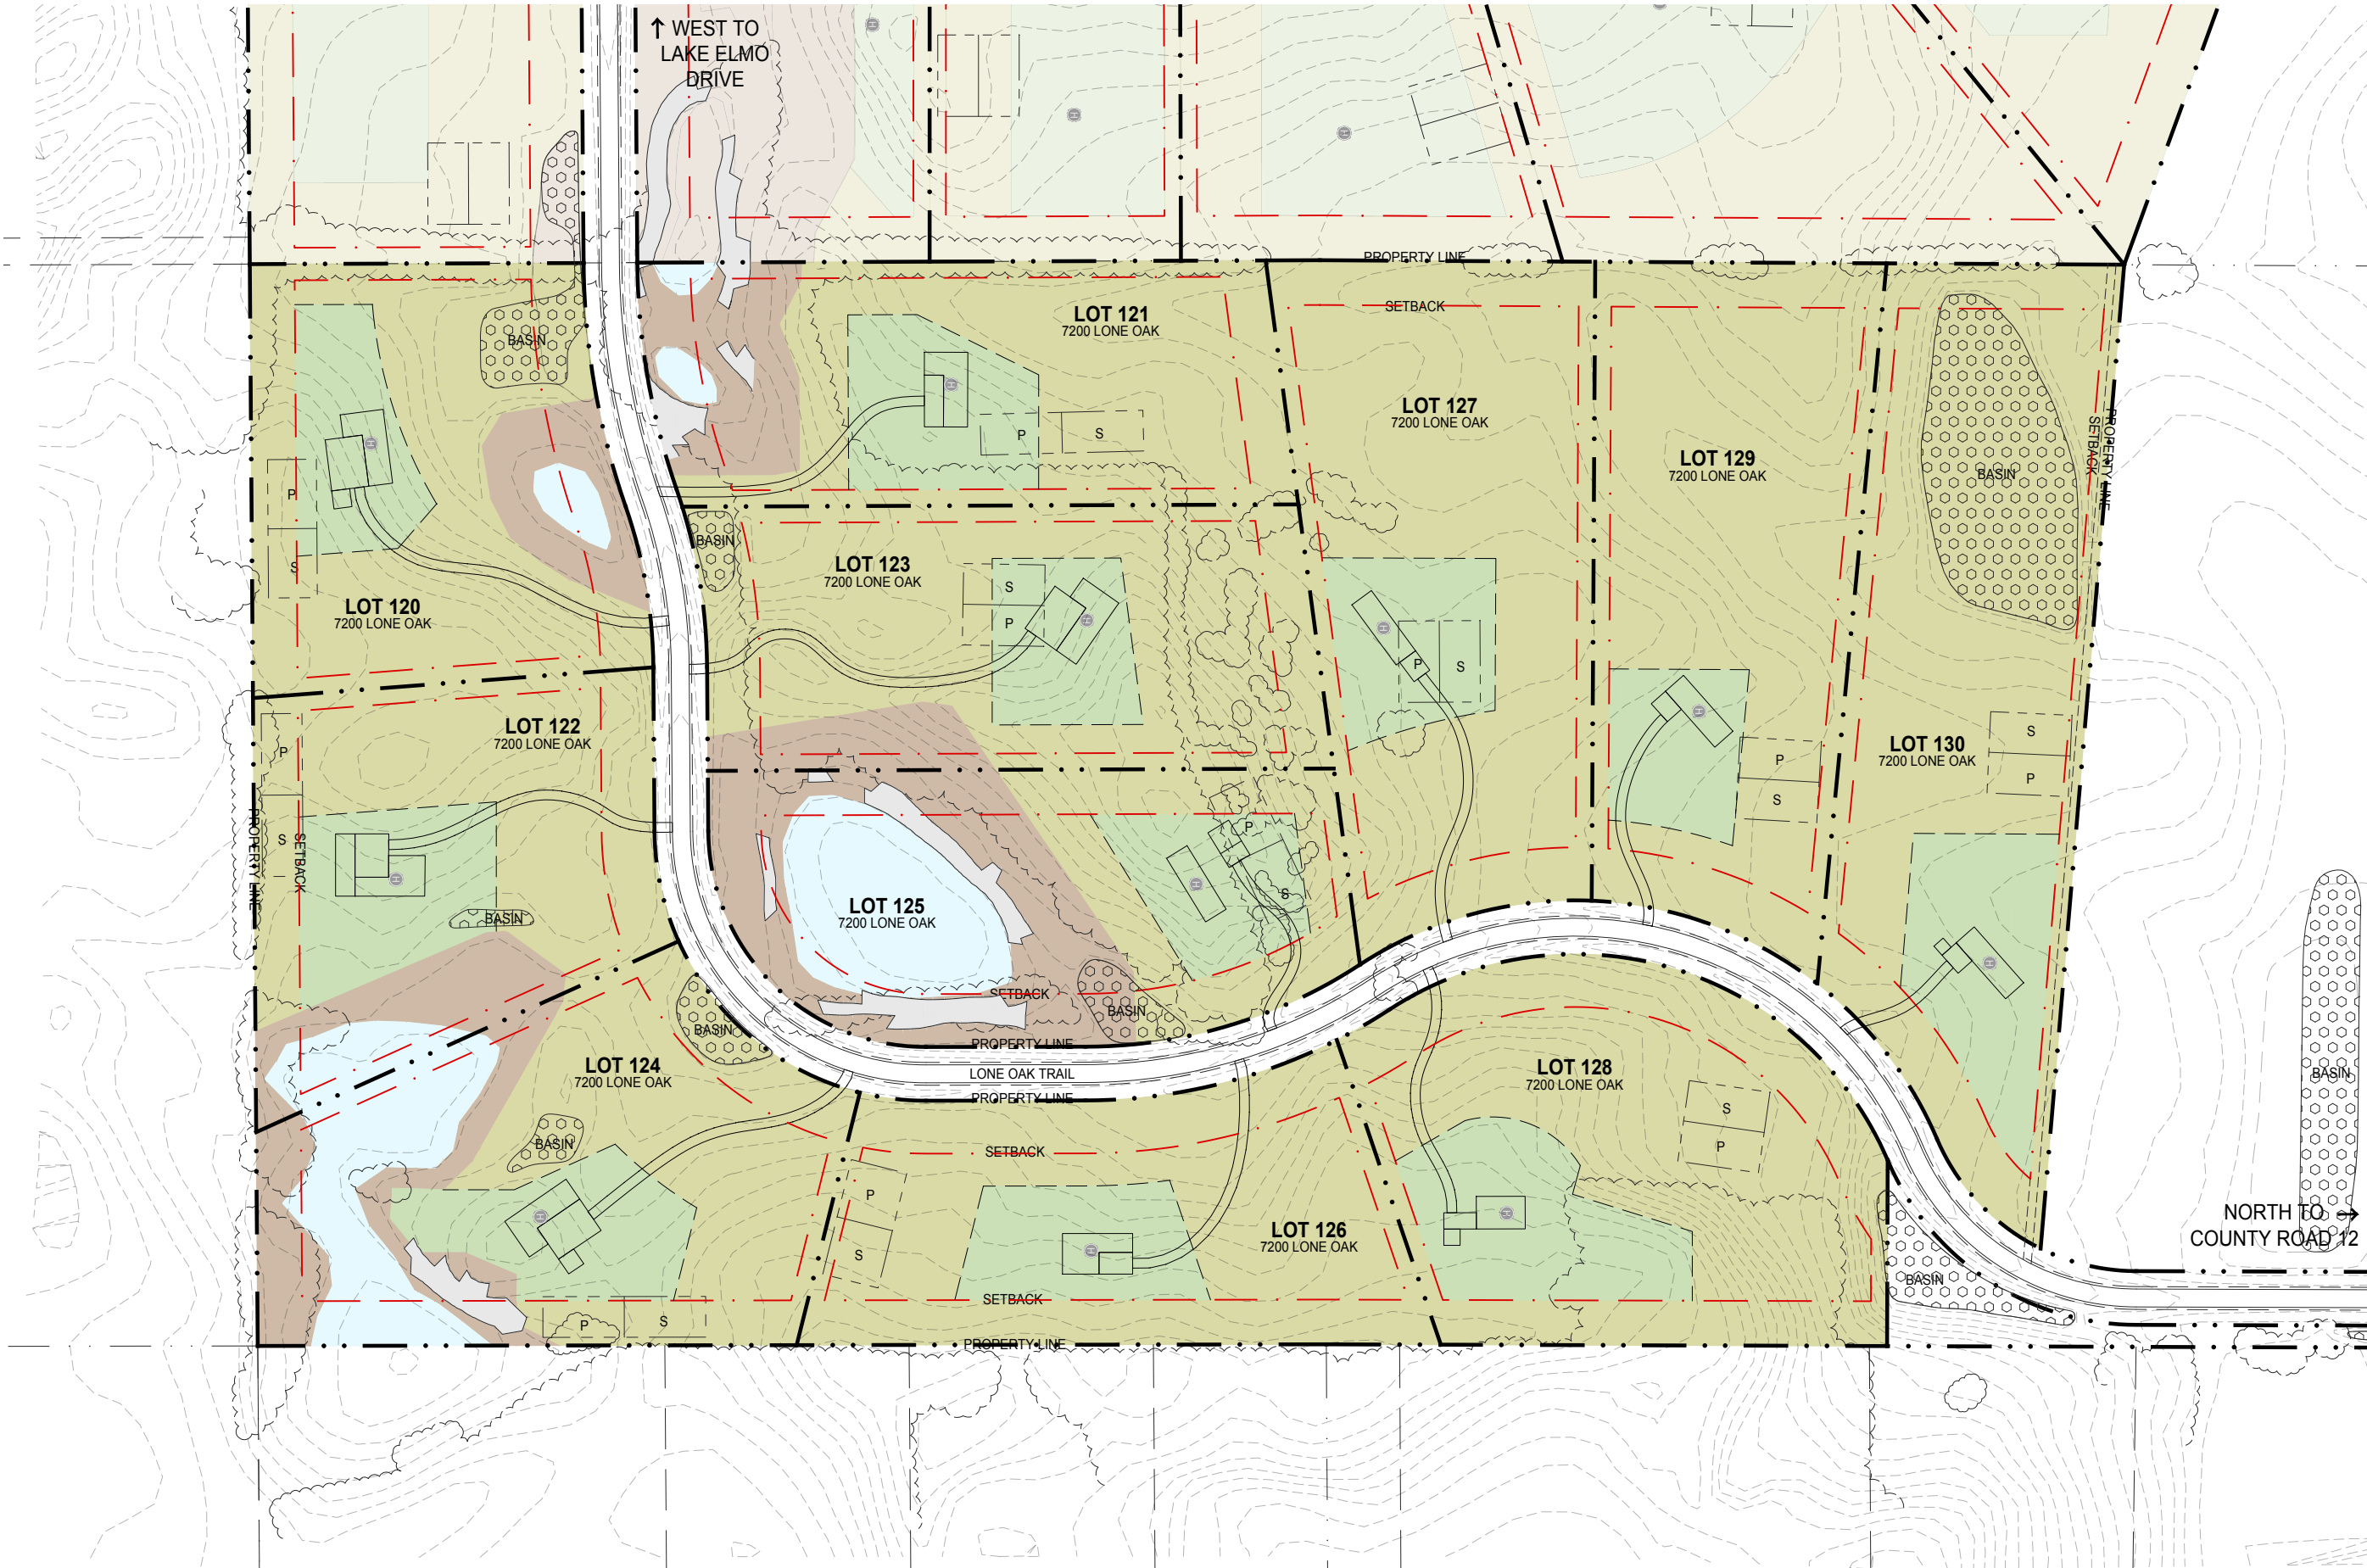 ↑ WEST TO
LAKE ELMO
DRIVE
H
H
H
PROPERTY LINE
SETBACK
LOT 121
7200 LONE OAK
BASIN
H
LOT 127
7200 LONE OAK
P
S
H
LOT 129
7200 LONE OAK
BASIN
PROPERTY LINE
SETBACK
P
S
BASIN
LOT 123
7200 LONE OAK
S
P
H
LOT 120
7200 LONE OAK
H
P
S
H
LOT 122
7200 LONE OAK
P
S
PROPERTY LINE
SETBACK
H
BASIN
P
S
LOT 130
7200 LONE OAK
S
P
LOT 125
7200 LONE OAK
P
H
S
H
SETBACK
BASIN
BASIN
PROPERTY LINE
LONE OAK TRAIL
PROPERTY LINE
LOT 124
7200 LONE OAK
LOT 128
7200 LONE OAK
BASIN
S
P
BASIN
SETBACK
P
S
H
H
LOT 126
7200 LONE OAK
H
NORTH TO →
COUNTY ROAD 12
BASIN
SETBACK
P
S
PROPERTY LINE